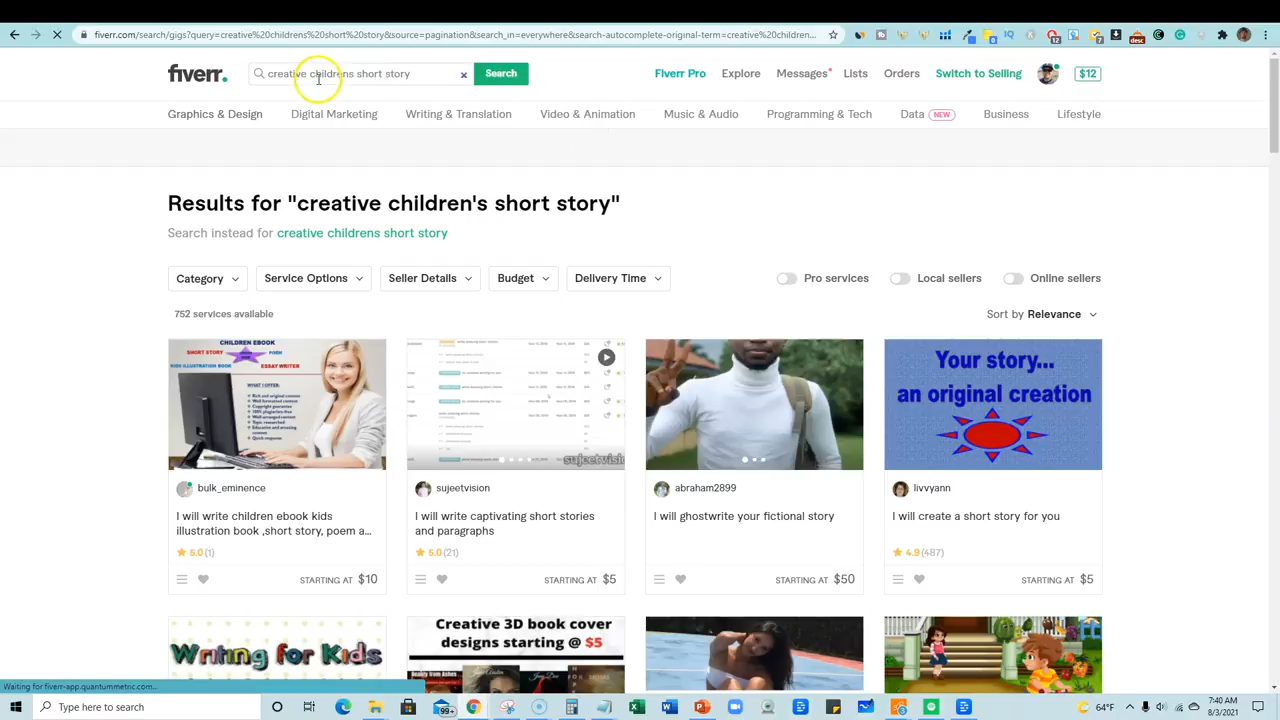 fiverr.com/search/gigs?query=creative%20childrens%20short%20story&source=pagination&search_in=everywhere&search-autocomplete-original-term=creative%20children...
fiverr.
creative childrens short story
x
Search
Fiverr Pro
Explore
Messages
Lists
Orders
Switch to Selling
$12
Graphics & Design
Digital Marketing
Writing & Translation
Video & Animation
Music & Audio
Programming & Tech
Data NEW
Business
Lifestyle
Results for "creative children's short story"
Search instead for creative childrens short story
Category
Service Options
Seller Details
Budget
Delivery Time
Pro services
Local sellers
Online sellers
752 services available
Sort by Relevance
CHILDREN EBOOK
SHORT STORY
POEM
KIDS ILLUSTRATION BOOK
ESSAY WRITER
WHAT I OFFER
Your story...
an original creation
sujeetvision
bulk_eminence
sujeetvision
abraham2899
livvyann
I will write children ebook kids
illustration book ,short story, poem a...
I will write captivating short stories
and paragraphs
I will ghostwrite your fictional story
I will create a short story for you
5.0 (1)
5.0 (21)
4.9 (487)
STARTING AT $10
STARTING AT $5
STARTING AT $50
STARTING AT $5
Writing for Kids
Creative 3D book cover
designs starting @ $5
Waiting for fiverr-app.quantummetric.com...
Type here to search
99+
64°F
7:40 AM
8/3/2021